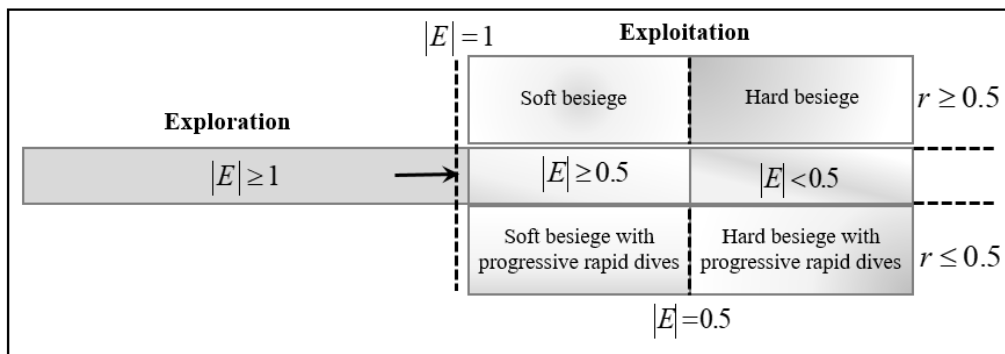 |E|=1
Exploitation
Soft besiege
Hard besiege
r ≥ 0.5
Exploration
|E| ≥ 1
|E| ≥ 0.5
|E| < 0.5
Soft besiege with
progressive rapid dives
Hard besiege with
progressive rapid dives
r ≤ 0.5
|E|=0.5